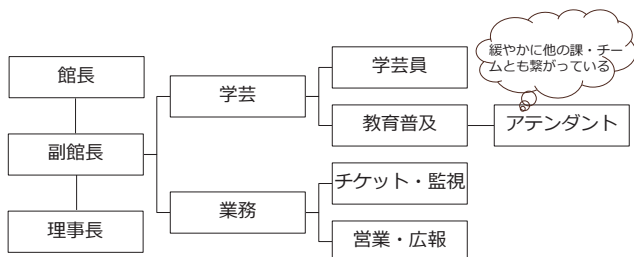 緩やかに他の課・チー
ムとも繋がっている
館長
学芸
学芸員
副館長
教育普及
アテンダント
理事長
業務
チケット・監視
営業・広報